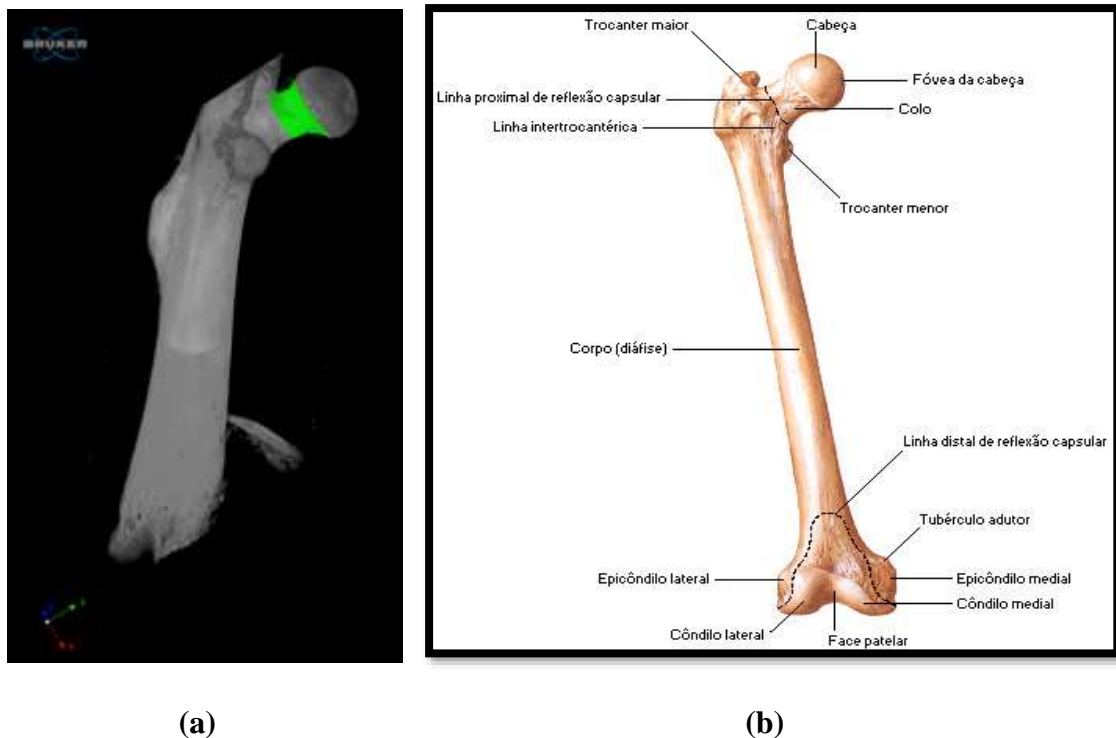 BRUKER
Trocanter maior
Cabeça
Fóvea da cabeça
Linha proximal de reflexão capsular
Colo
Linha intertrocantérica
Trocanter menor
Corpo (diáfise)
Linha distal de reflexão capsular
Tubérculo adutor
Epicôndilo lateral
Epicôndilo medial
Côndilo medial
Côndilo lateral
Face patelar
(a)
(b)